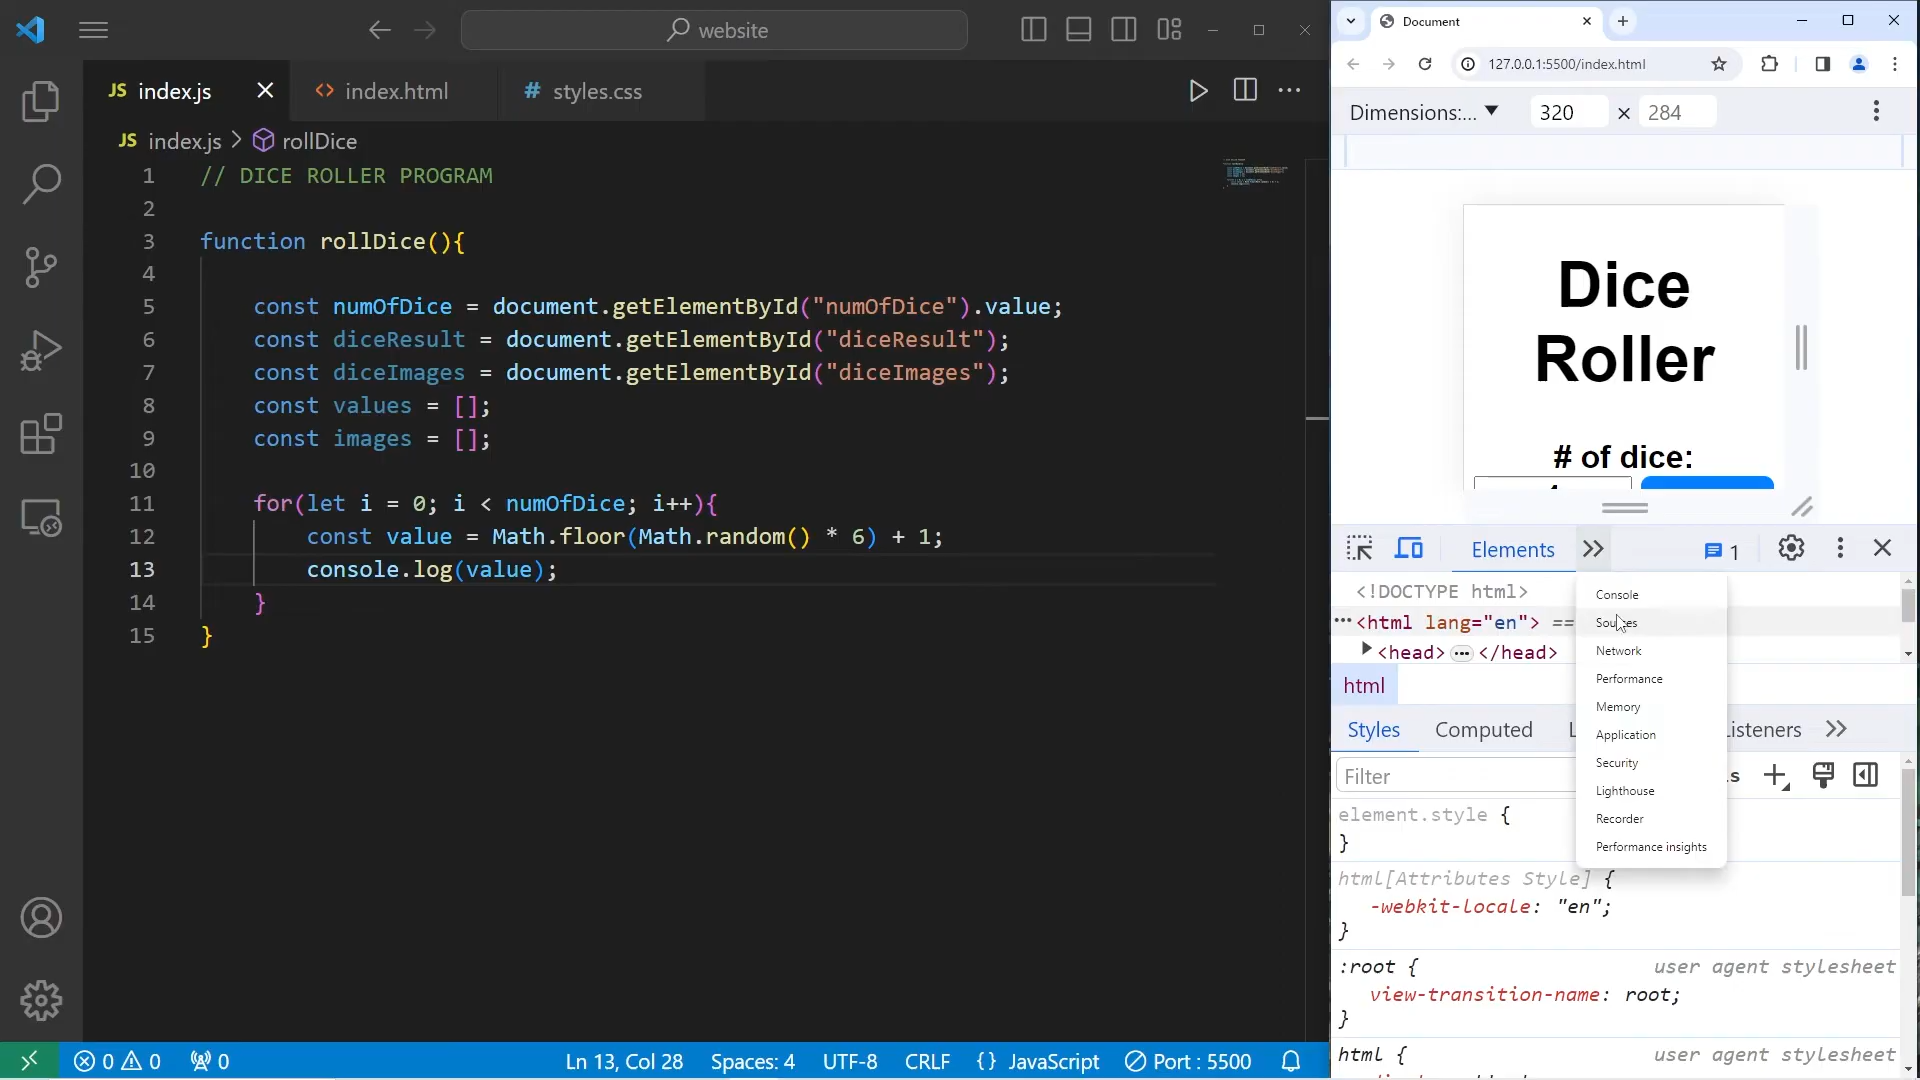 website
JS index.js
<> index.html
# styles.css
JS index.js > rollDice
1 // DICE ROLLER PROGRAM
2
3 function rollDice(){
4
5 const numOfDice = document.getElementById("numOfDice").value;
6 const diceResult = document.getElementById("diceResult");
7 const diceImages = document.getElementById("diceImages");
8 const values = [];
9 const images = [];
10
11 for(let i = 0; i < numOfDice; i++){
12 const value = Math.floor(Math.random() * 6) + 1;
13 console.log(value);
14 }
15 }
0 0 0
Ln 13, Col 28 Spaces: 4 UTF-8 CRLF {} JavaScript Port : 5500
Document
127.0.0.1:5500/index.html
Dimensions:... 320 × 284
Dice
Roller
# of dice:
Elements 1
<!DOCTYPE html>
<html lang="en"> ==
<head> </head>
html
Console
Sources
Network
Performance
Memory
Application
Security
Lighthouse
Recorder
Performance insights
Styles Computed L isteners
Filter
element.style {
}
html[Attributes Style] {
-webkit-locale: "en";
}
:root { user agent stylesheet
view-transition-name: root;
}
html { user agent stylesheet